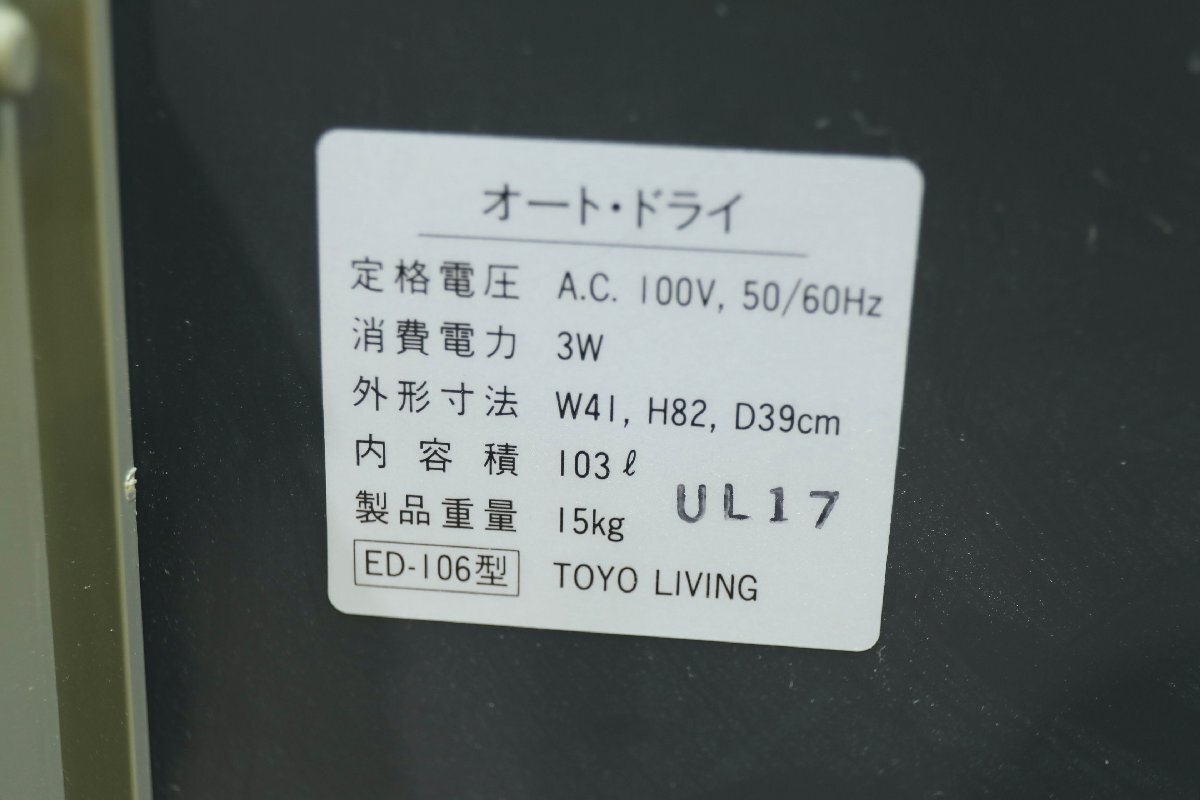 オート・ドライ
定格電圧 A.C. 100V, 50/60Hz
消費電力 3W
外形寸法 W41, H82, D39cm
内容積 103ℓ
製品重量 15kg
UL17
ED-106型 TOYO LIVING